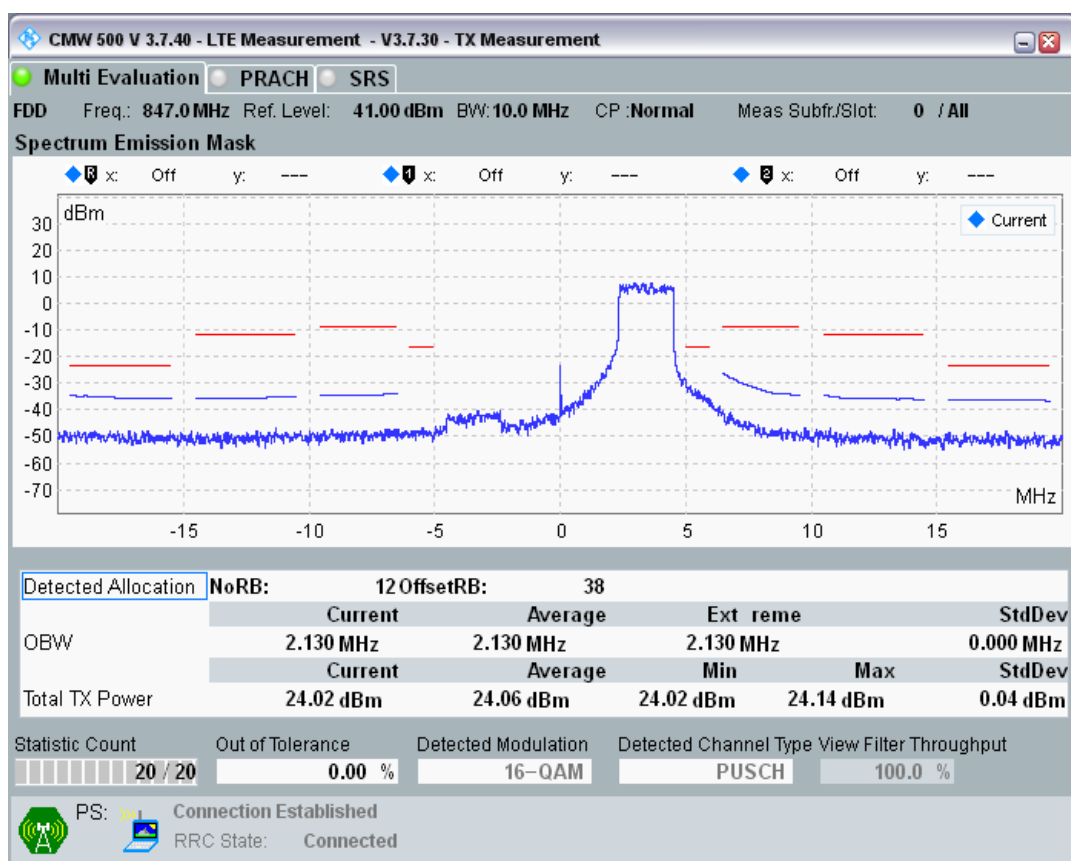 CMW 500 V 3.7.40 - LTE Measurement - V3.7.30 - TX Measurement
Multi Evaluation PRACH SRS
FDD Freq.: 847.0 MHz Ref. Level: 41.00 dBm BW: 10.0 MHz CP :Normal Meas Subfr./Slot: 0 / All
Spectrum Emission Mask
R x: Off y: --- 1 x: Off y: --- 2 x: Off y: ---
dBm
Current
30
20
10
0
-10
-20
-30
-40
-50
-60
-70
MHz
-15 -10 -5 0 5 10 15
Detected Allocation NoRB: 12 OffsetRB: 38
Current Average Ext reme StdDev
OBW 2.130 MHz 2.130 MHz 2.130 MHz 0.000 MHz
Current Average Min Max StdDev
Total TX Power 24.02 dBm 24.06 dBm 24.02 dBm 24.14 dBm 0.04 dBm
Statistic Count Out of Tolerance Detected Modulation Detected Channel Type View Filter Throughput
20 / 20 0.00 % 16-QAM PUSCH 100.0 %
PS: Connection Established
RRC State: Connected